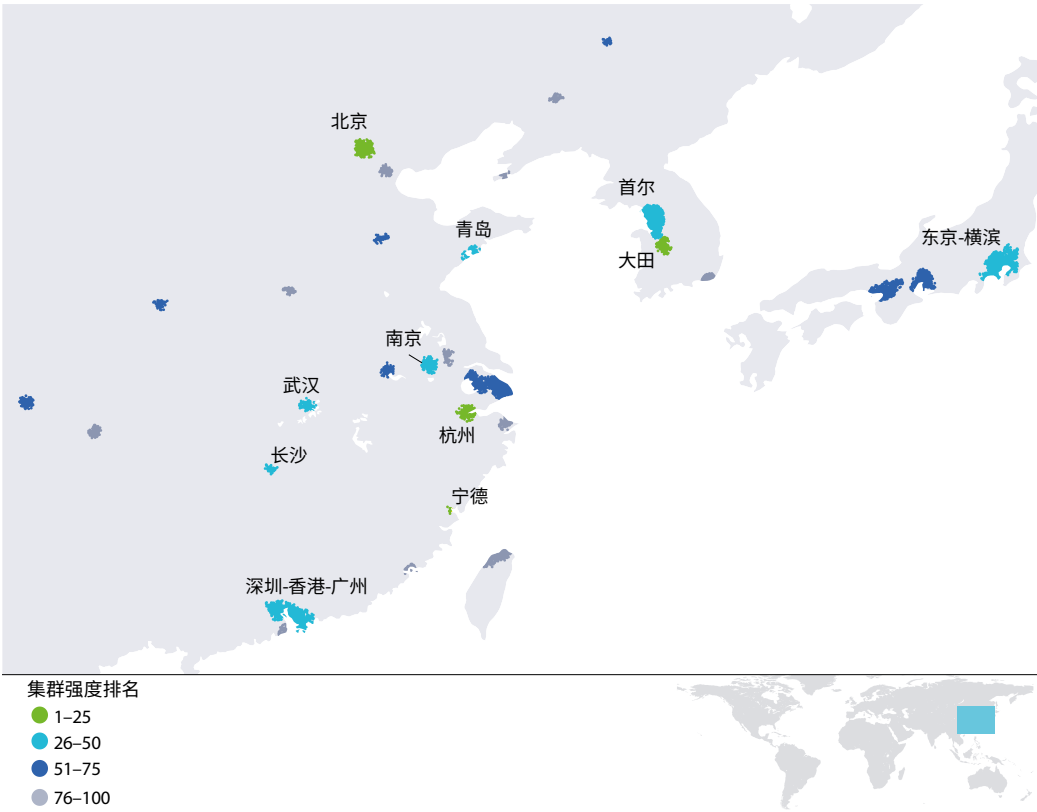 北京
首尔
青岛
东京-横滨
大田
南京
武汉
杭州
长沙
宁德
深圳-香港-广州
集群强度排名
1–25
26–50
51–75
76–100